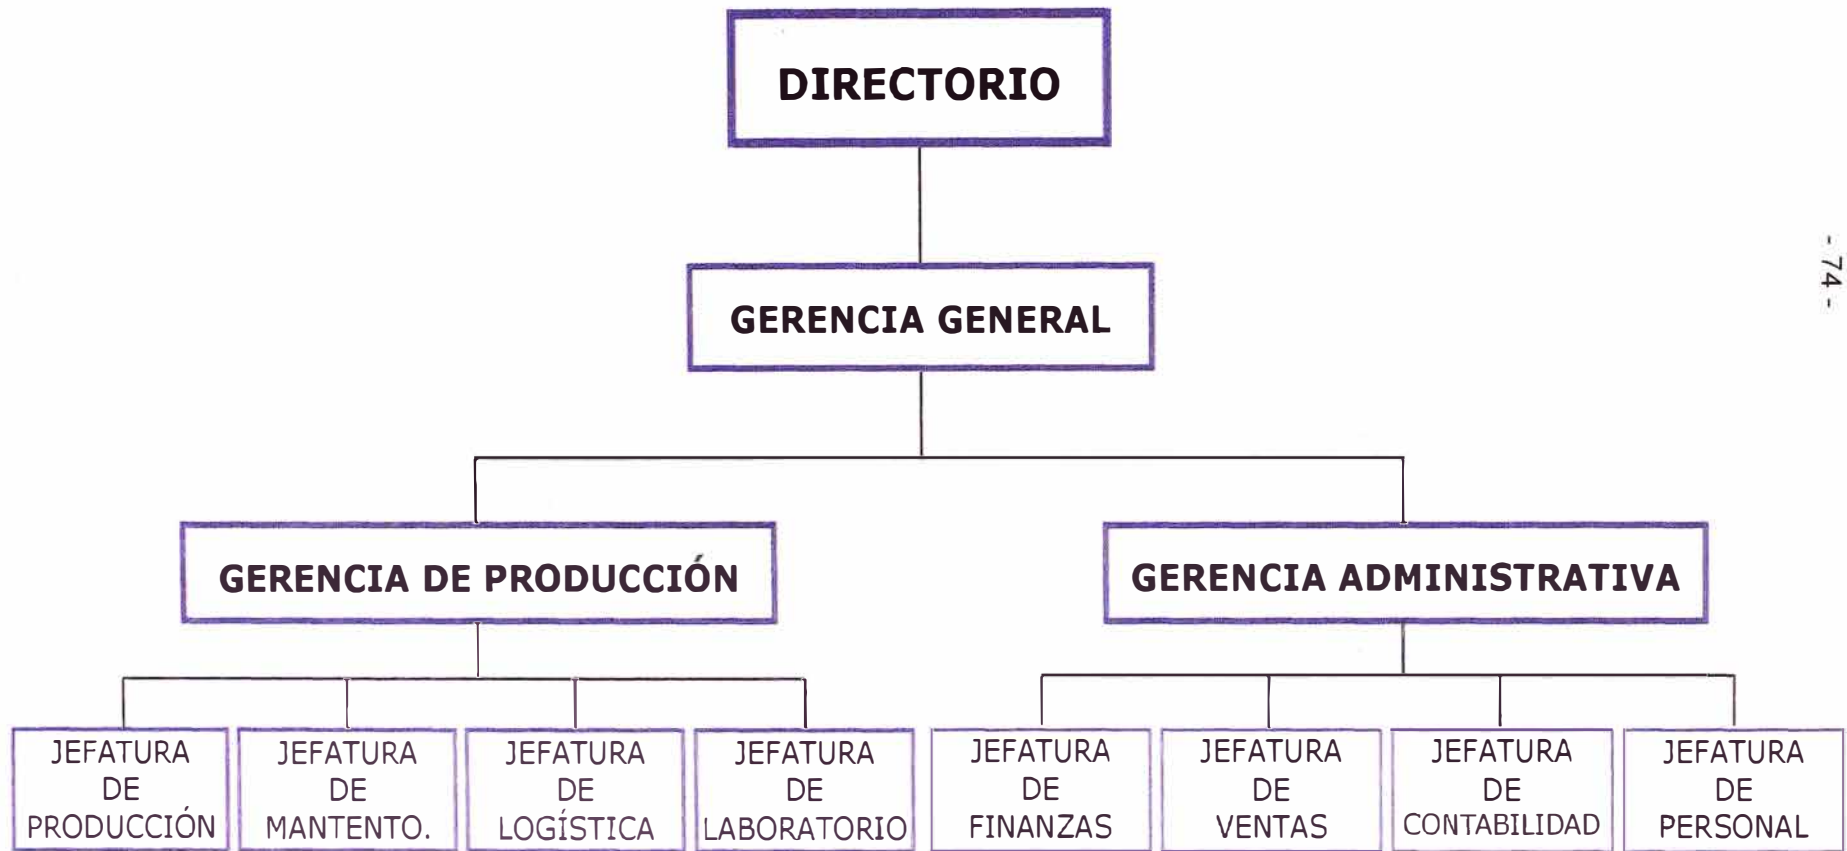 DIRECTORIO
- 74 -
GERENCIA GENERAL
GERENCIA DE PRODUCCIÓN
GERENCIA ADMINISTRATIVA
JEFATURA
DE
PRODUCCIÓN
JEFATURA
DE
MANTENTO.
JEFATURA
DE
LOGÍSTICA
JEFATURA
DE
LABORATORIO
JEFATURA
DE
FINANZAS
JEFATURA
DE
VENTAS
JEFATURA
DE
CONTABILIDAD
JEFATURA
DE
PERSONAL